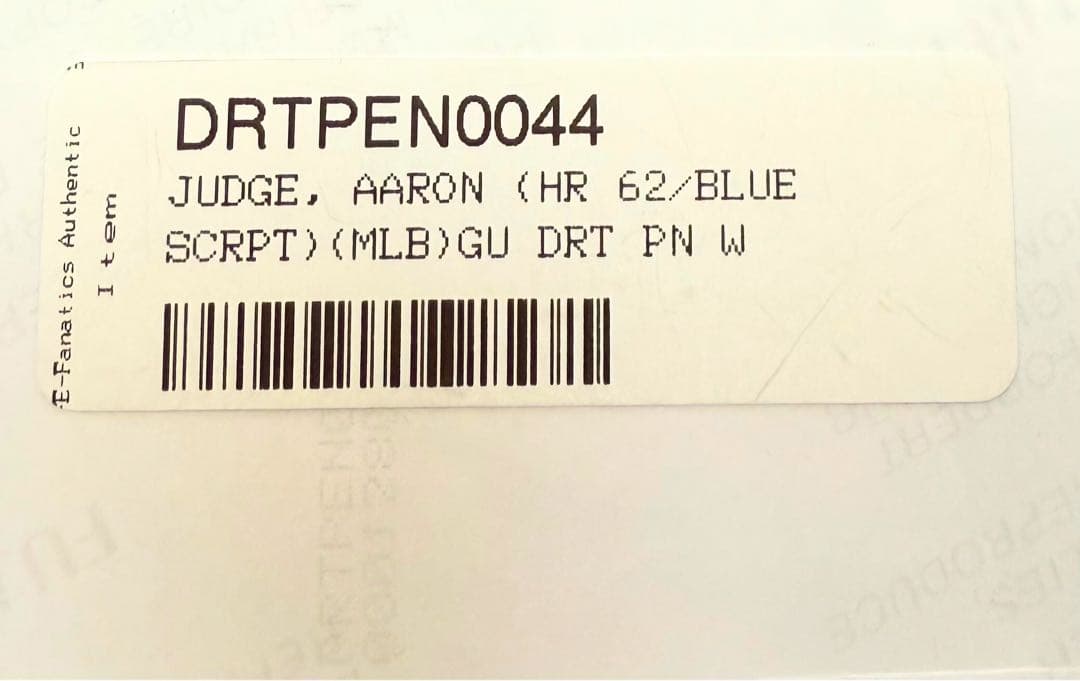 DRTPEN0044
JUDGE, AARON (HR 62/BLUE
SCRPT)(MLB)GU DRT PN W
E-Fanatics Authentic
Item